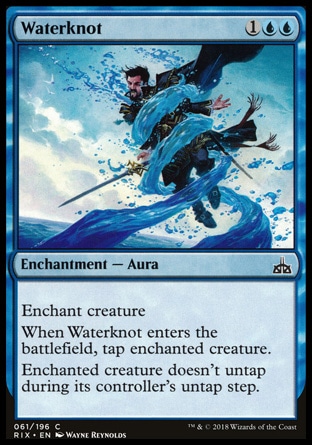 Waterknot 1
Enchantment — Aura
Enchant creature
When Waterknot enters the
battlefield, tap enchanted creature.
Enchanted creature doesn't untap
during its controller's untap step.
061/196 C
RIX • EN Wayne Reynolds
™ & © 2018 Wizards of the Coast